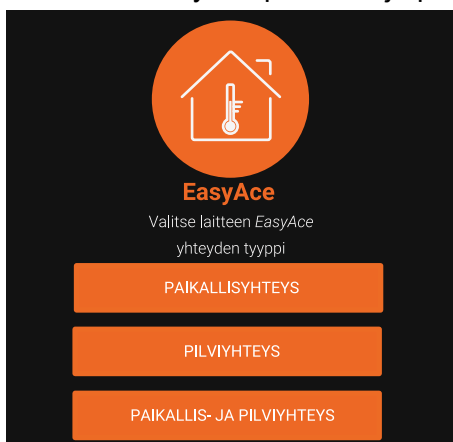 EasyAce
Valitse laitteen EasyAce
yhteyden tyyppi
PAIKALLISYHTEYS
PILVIYHTEYS
PAIKALLIS- JA PILVIYHTEYS